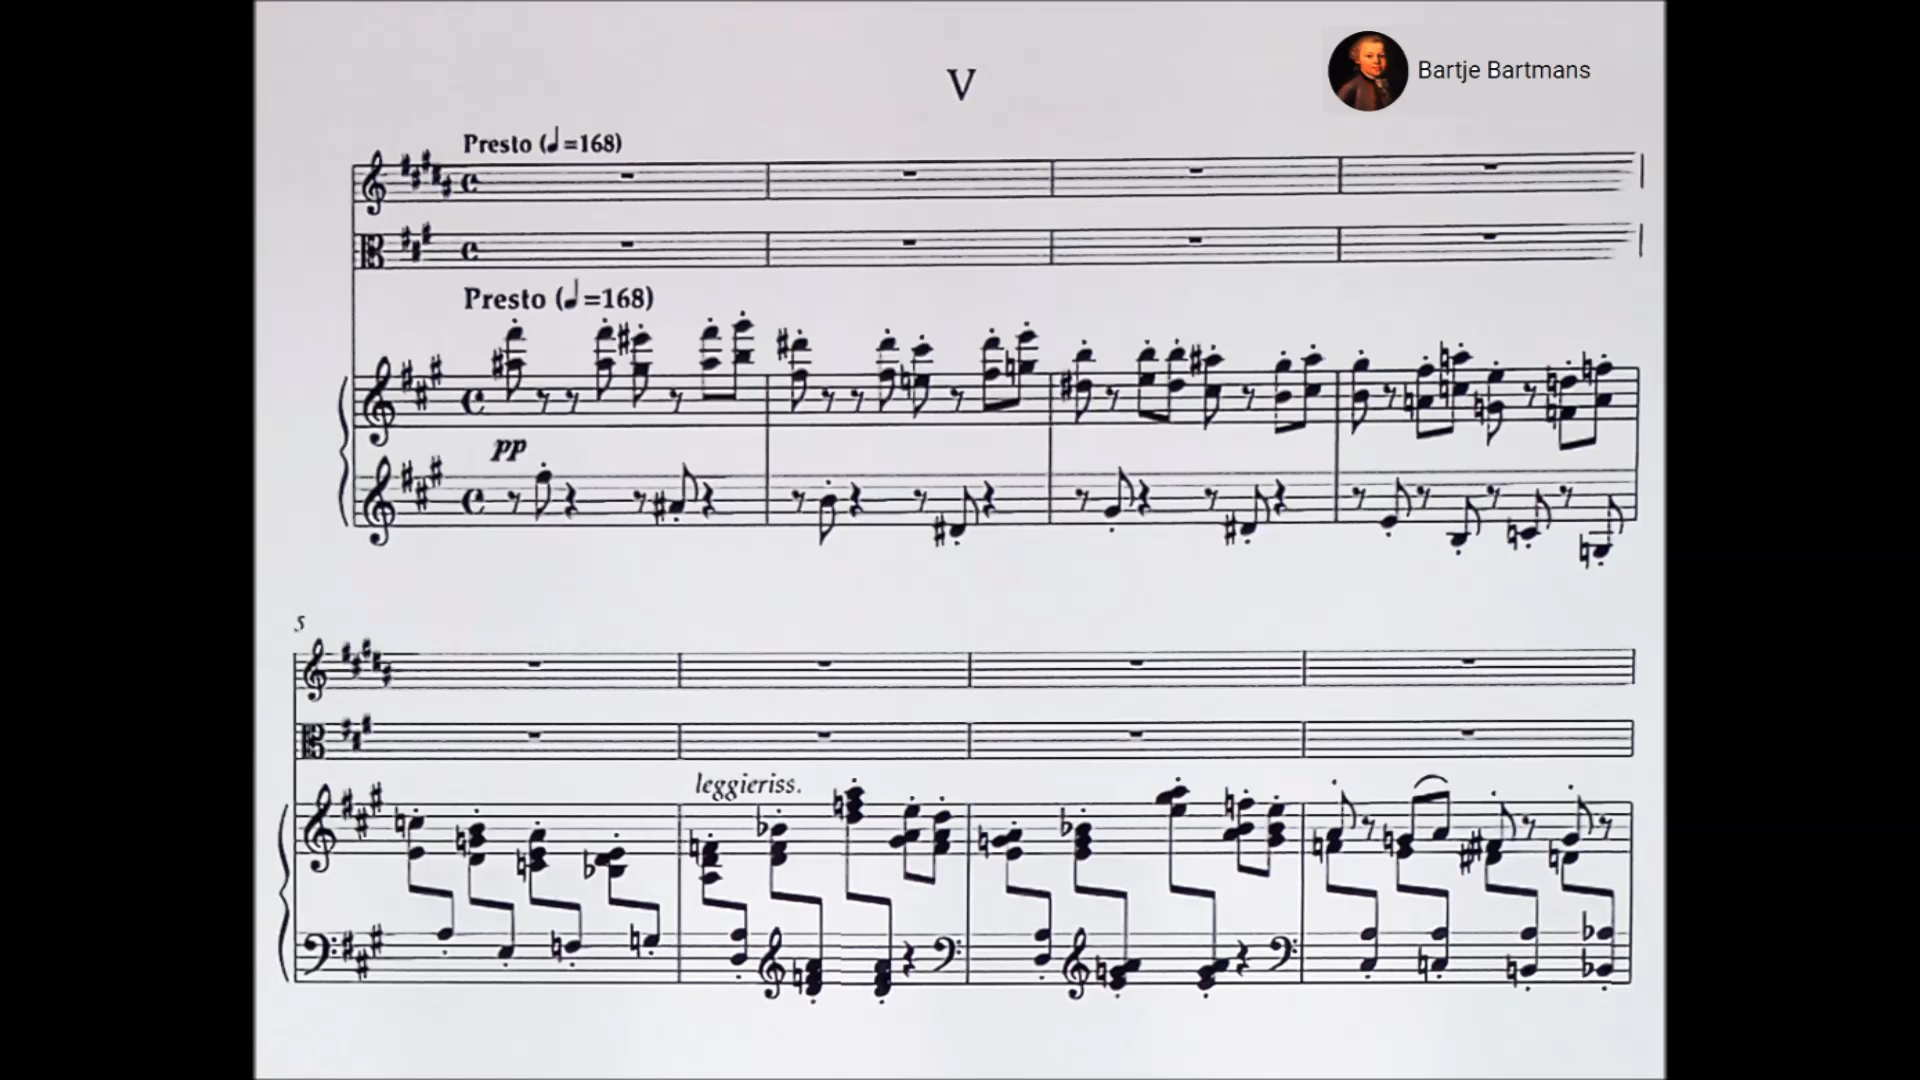 V
Bartje Bartmans
Presto (♩=168)
Presto (♩=168)
pp
5
leggieriss.